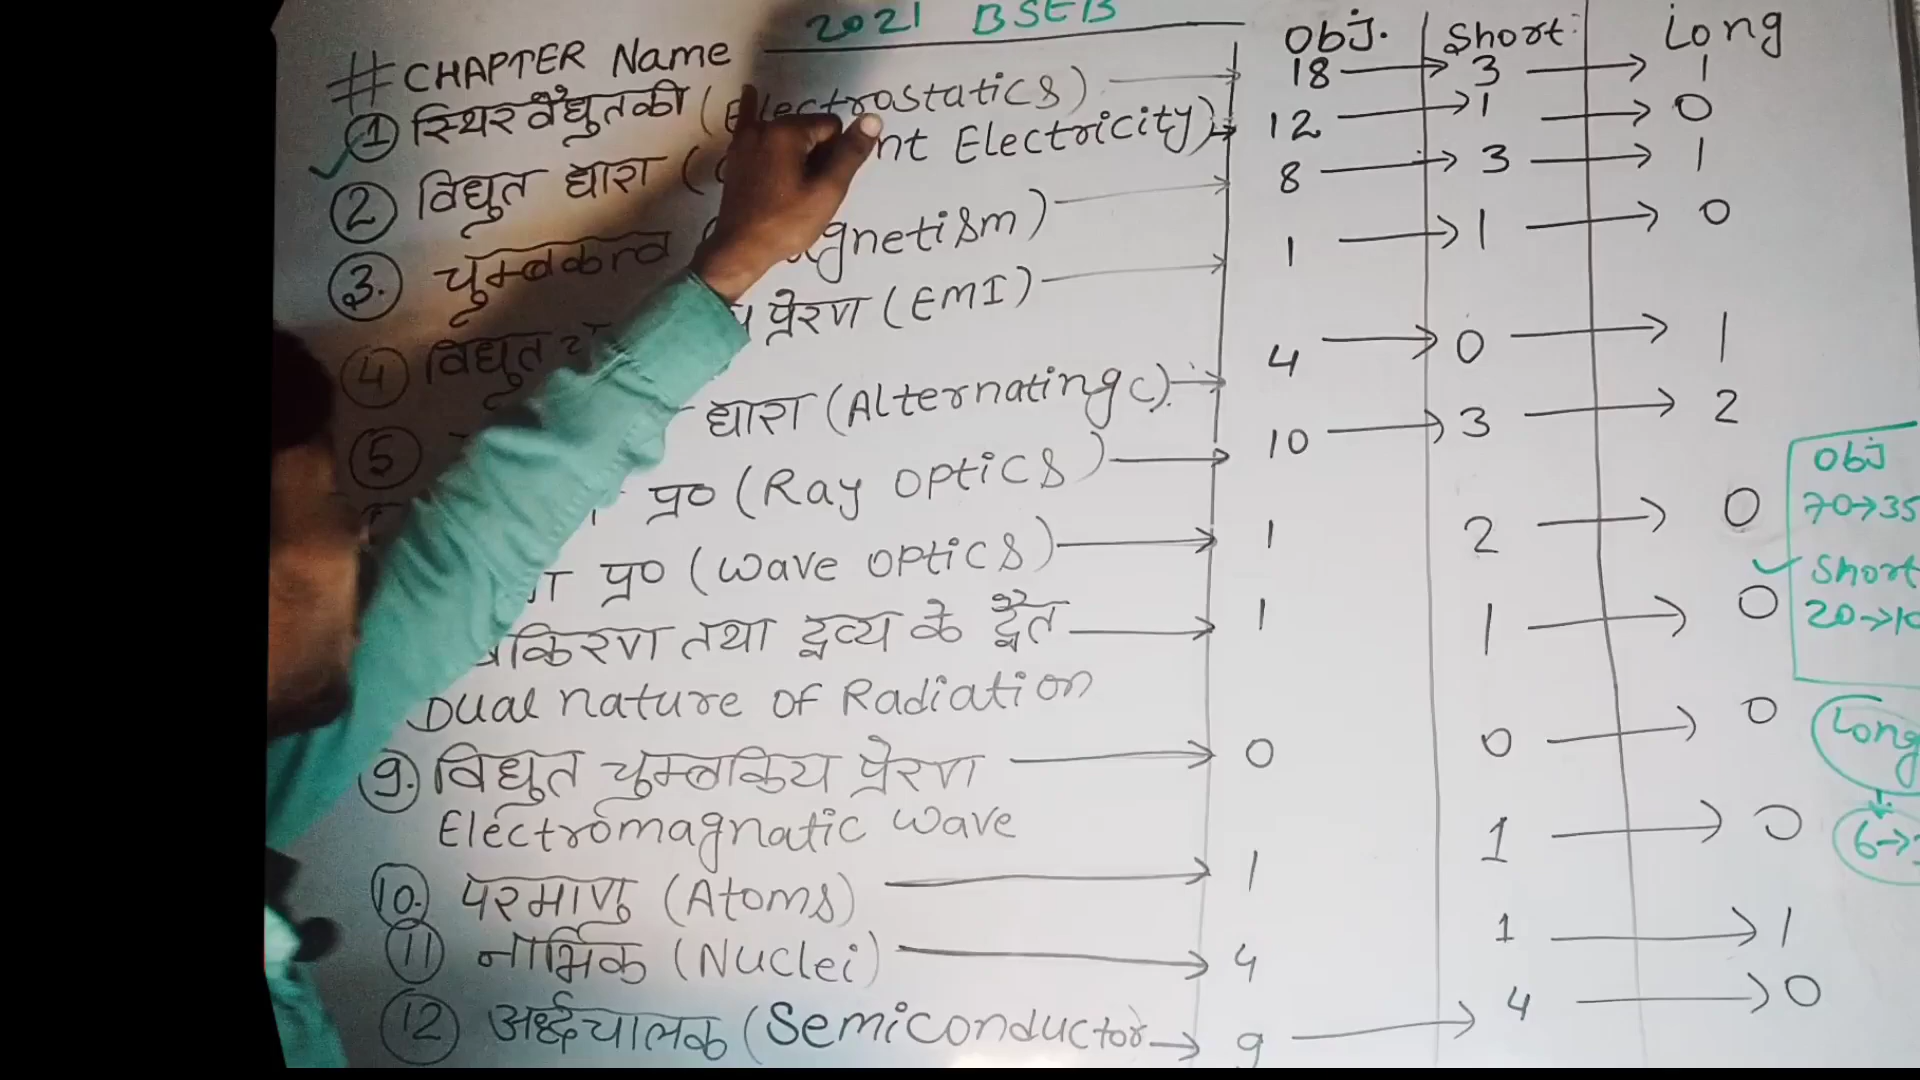 2021 BSEB
# CHAPTER Name Obj. Short Long
① स्थिर वैद्युतकी (Electrostatics) → 18 → 3 → 1
② विद्युत धारा ( nt Electricity) → 12 → 1 → 0
③. चुम्बकत्व gnetism) → 8 → 3 → 1
④ विद्युत प्रेरण (EMI) → 1 → 1 → 0
⑤ धारा (Alternating C). → 4 → 0 → 1
प्र० (Ray optics) → 10 → 3 → 2
प्र० (wave optics) → 1 2 → 0
विकिरण तथा द्रव्य के द्वैत → 1 1 → 0
Dual nature of Radiation
⑨. विद्युत चुम्बकिय प्रेरण → 0 0 → 0
Electromagnatic wave
⑩. परमाणु (Atoms) → 1 1 → 0
⑪ नाभिक (Nuclei) → 4 1 → 1
⑫ अर्द्धचालक (Semiconductor → 9 → 4 → 0
Obj
70→35
✓ Short
20→10
Long
↓
6→